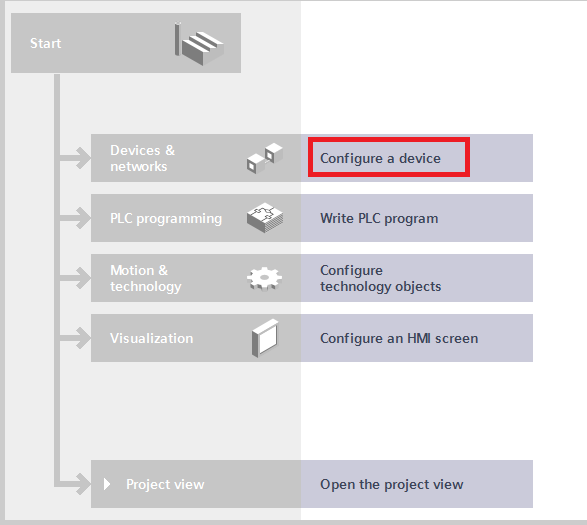 Start
Devices &
networks
Configure a device
PLC programming
Write PLC program
Motion &
technology
Configure
technology objects
Visualization
Configure an HMI screen
Project view
Open the project view